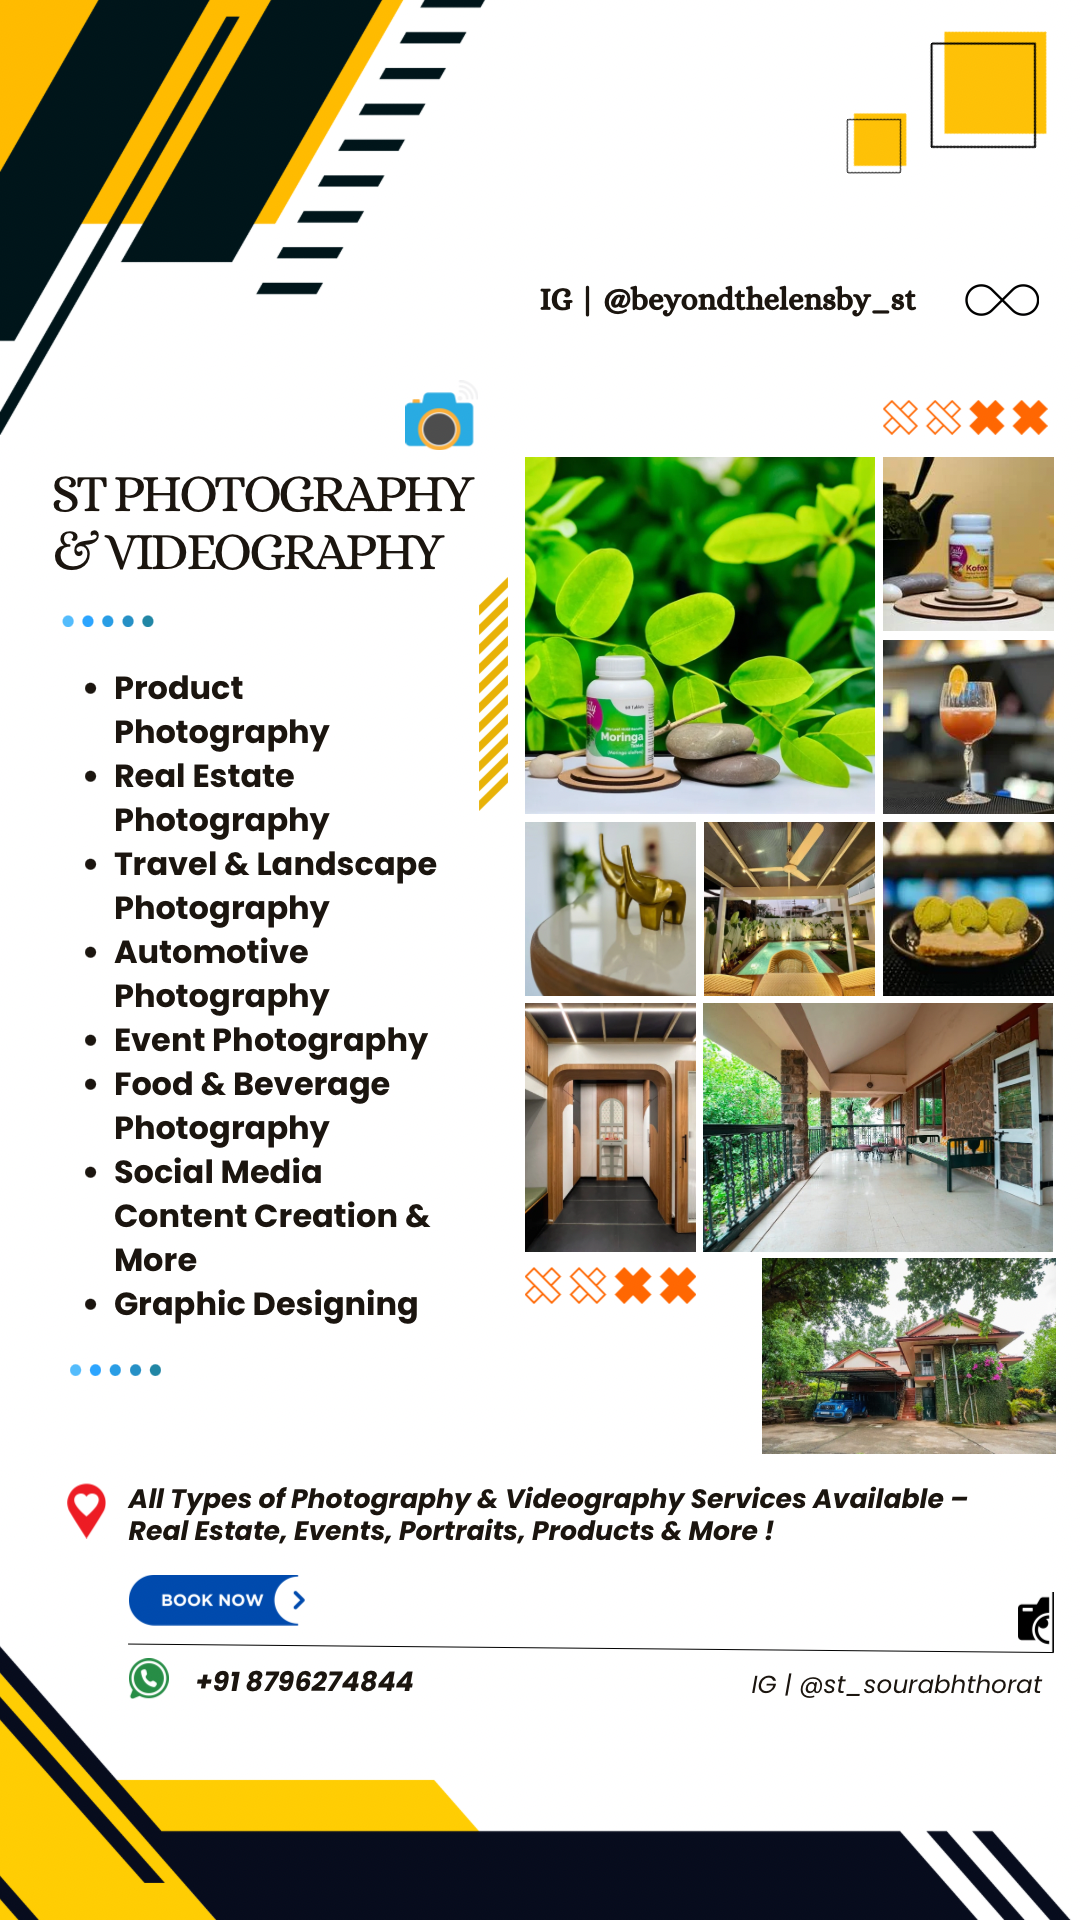 IG | @beyondthelensby_st
ST PHOTOGRAPHY
& VIDEOGRAPHY
• Product
Photography
• Real Estate
Photography
• Travel & Landscape
Photography
• Automotive
Photography
• Event Photography
• Food & Beverage
Photography
• Social Media
Content Creation &
More
• Graphic Designing
Kofox
Moringa
Tablet
All Types of Photography & Videography Services Available –
Real Estate, Events, Portraits, Products & More !
BOOK NOW
+91 8796274844
IG | @st_sourabhthorat